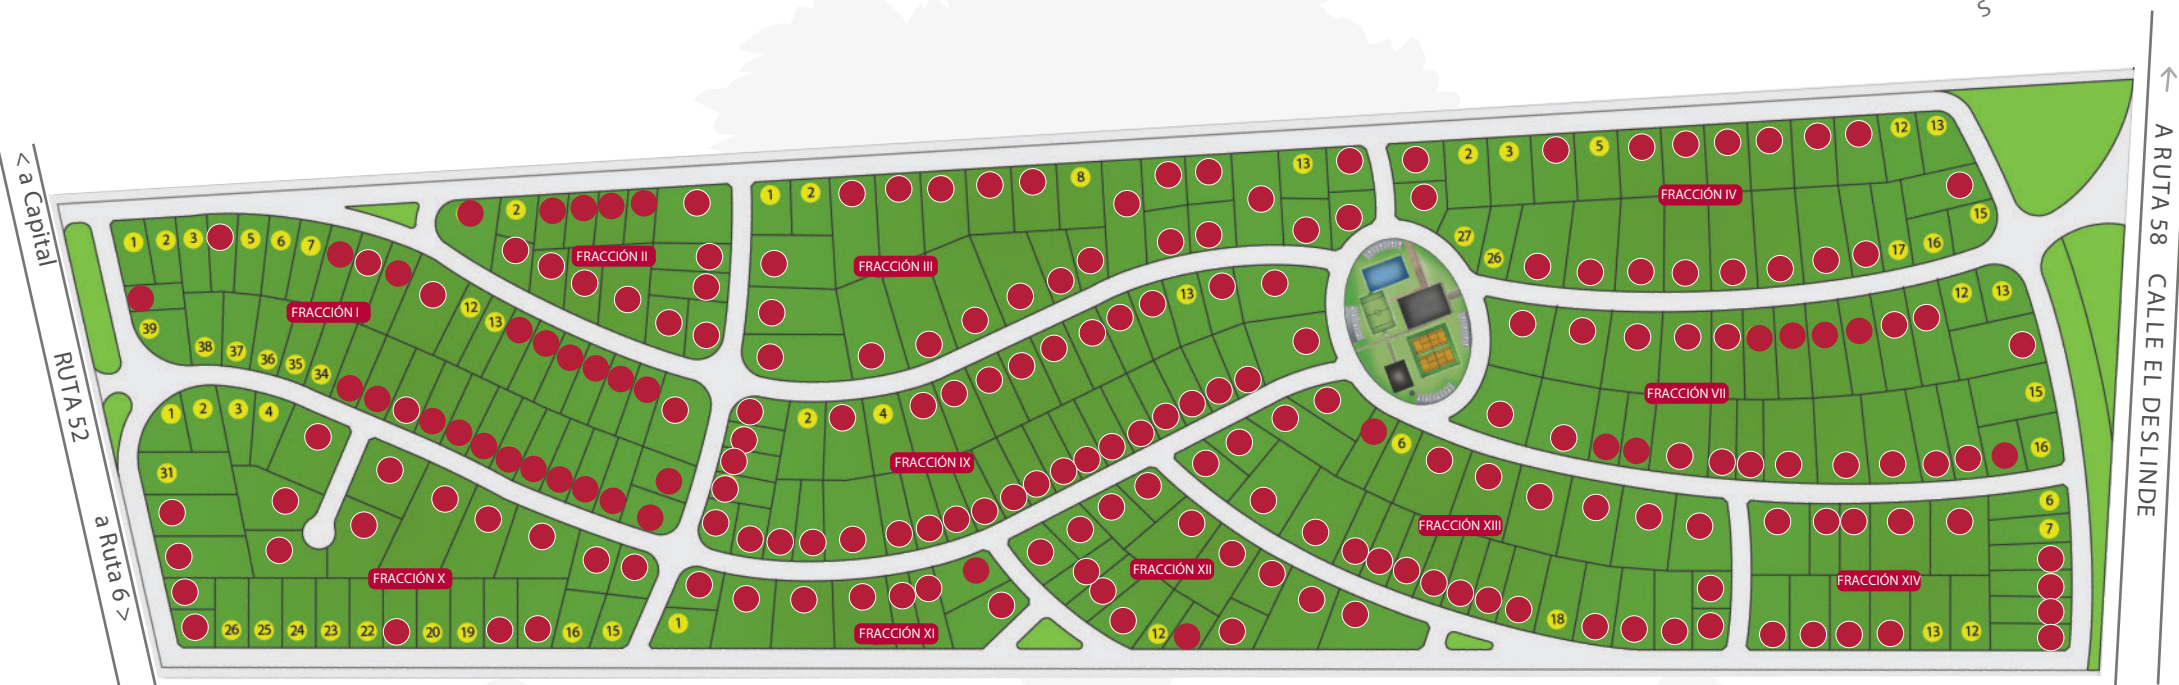 S
< a Capital
RUTA 52
a Ruta 6 >
A RUTA 58
CALLE EL DESLINDE
FRACCIÓN I
1 2 3 5 6 7
12 13
39 38 37 36 35 34
FRACCIÓN II
2
FRACCIÓN III
1 2 8 13
FRACCIÓN IV
2 3 5 12 13
27 26 17 16 15
FRACCIÓN VII
12 13
15
16
FRACCIÓN IX
2 4 13
FRACCIÓN X
1 2 3 4
31
26 25 24 23 22 20 19 16 15
FRACCIÓN XI
1
FRACCIÓN XII
12
FRACCIÓN XIII
6
18
FRACCIÓN XIV
6
7
13 12